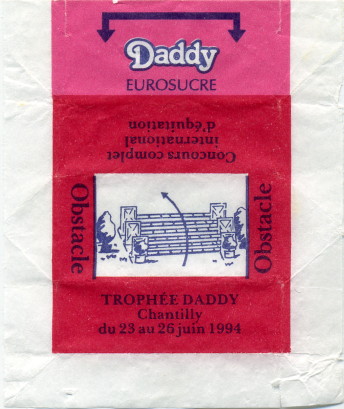 Daddy
EUROSUCRE
Concours complet
international
d'équitation
Obstacle
Obstacle
TROPHÉE DADDY
Chantilly
du 23 au 26 juin 1994